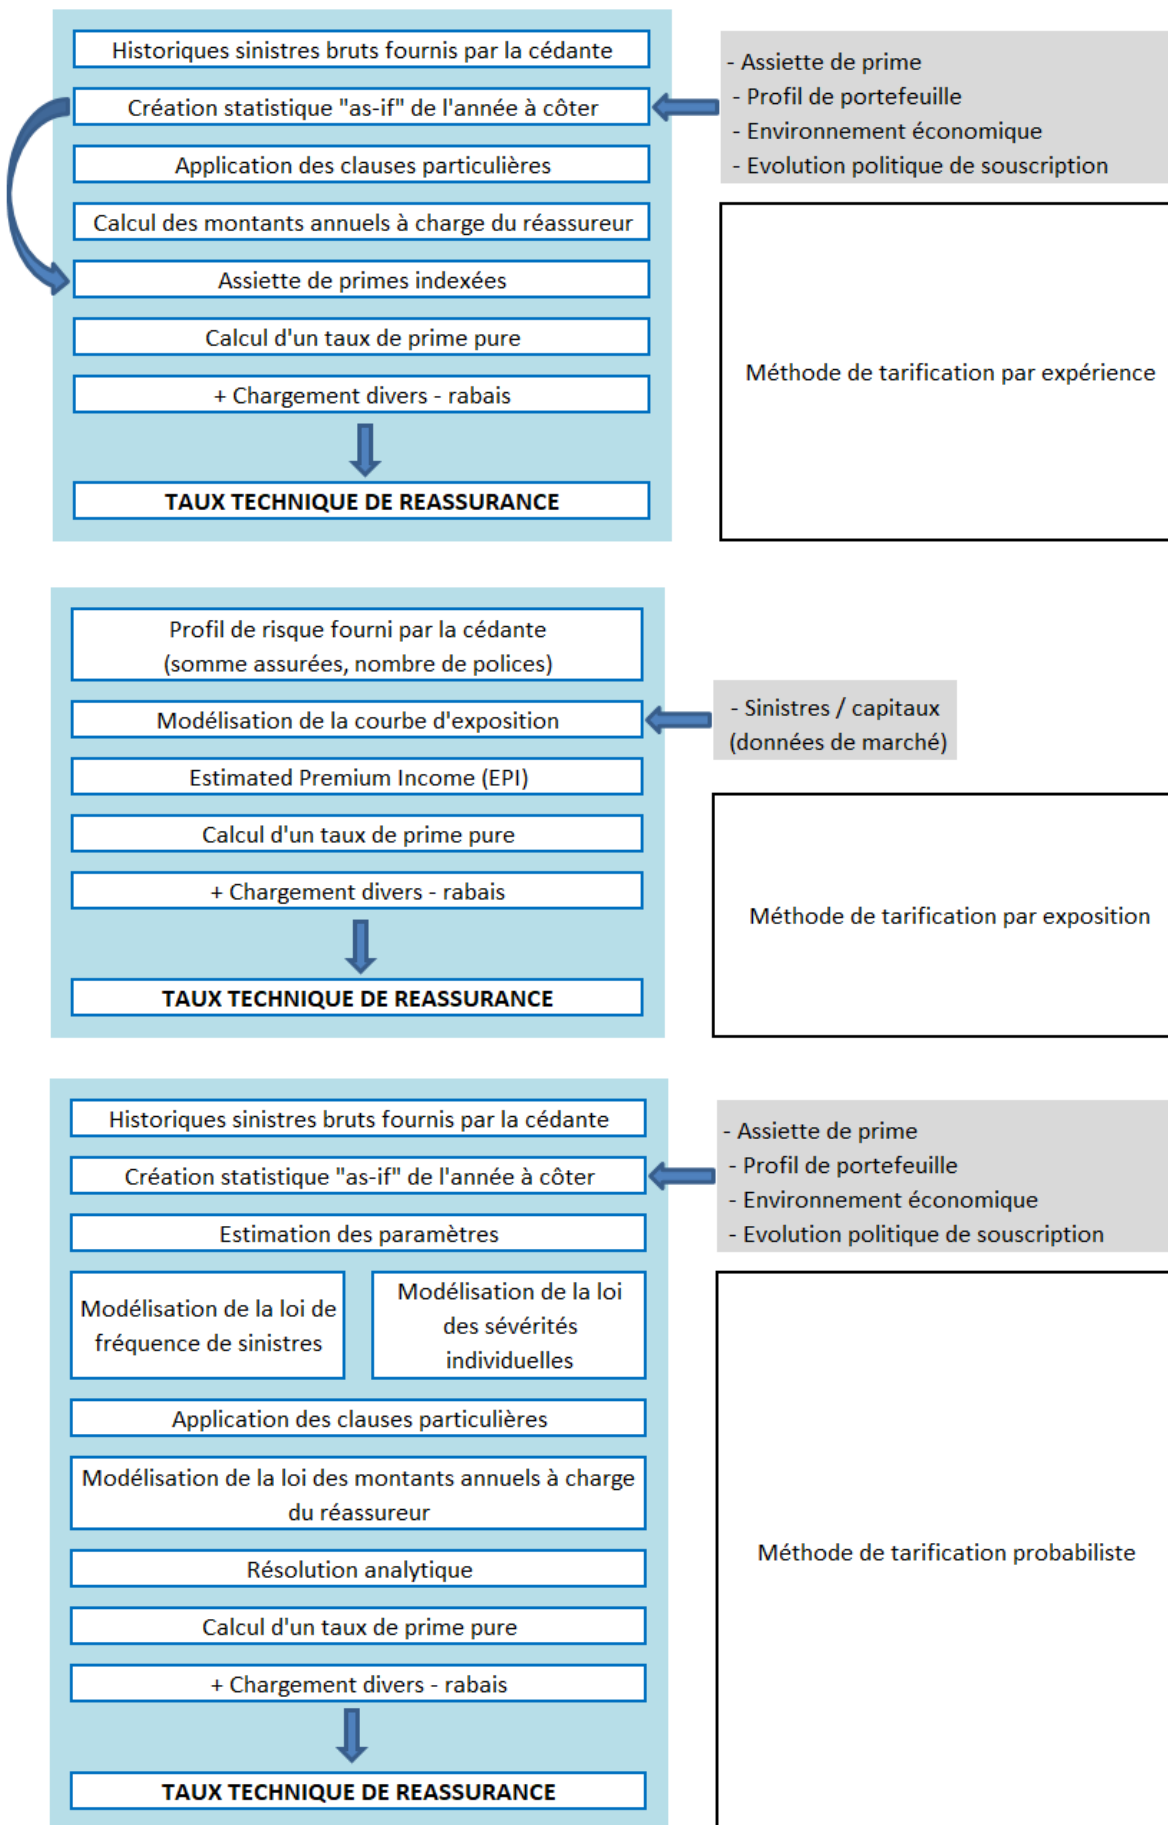 Historiques sinistres bruts fournis par la cédante
Création statistique "as-if" de l'année à côter
Application des clauses particulières
Calcul des montants annuels à charge du réassureur
Assiette de primes indexées
Calcul d'un taux de prime pure
+ Chargement divers - rabais
TAUX TECHNIQUE DE REASSURANCE
- Assiette de prime
- Profil de portefeuille
- Environnement économique
- Evolution politique de souscription
Méthode de tarification par expérience
Profil de risque fourni par la cédante
(somme assurées, nombre de polices)
Modélisation de la courbe d'exposition
Estimated Premium Income (EPI)
Calcul d'un taux de prime pure
+ Chargement divers - rabais
TAUX TECHNIQUE DE REASSURANCE
- Sinistres / capitaux
(données de marché)
Méthode de tarification par exposition
Historiques sinistres bruts fournis par la cédante
Création statistique "as-if" de l'année à côter
Estimation des paramètres
Modélisation de la loi de
fréquence de sinistres
Modélisation de la loi
des sévérités
individuelles
Application des clauses particulières
Modélisation de la loi des montants annuels à charge
du réassureur
Résolution analytique
Calcul d'un taux de prime pure
+ Chargement divers - rabais
TAUX TECHNIQUE DE REASSURANCE
- Assiette de prime
- Profil de portefeuille
- Environnement économique
- Evolution politique de souscription
Méthode de tarification probabiliste